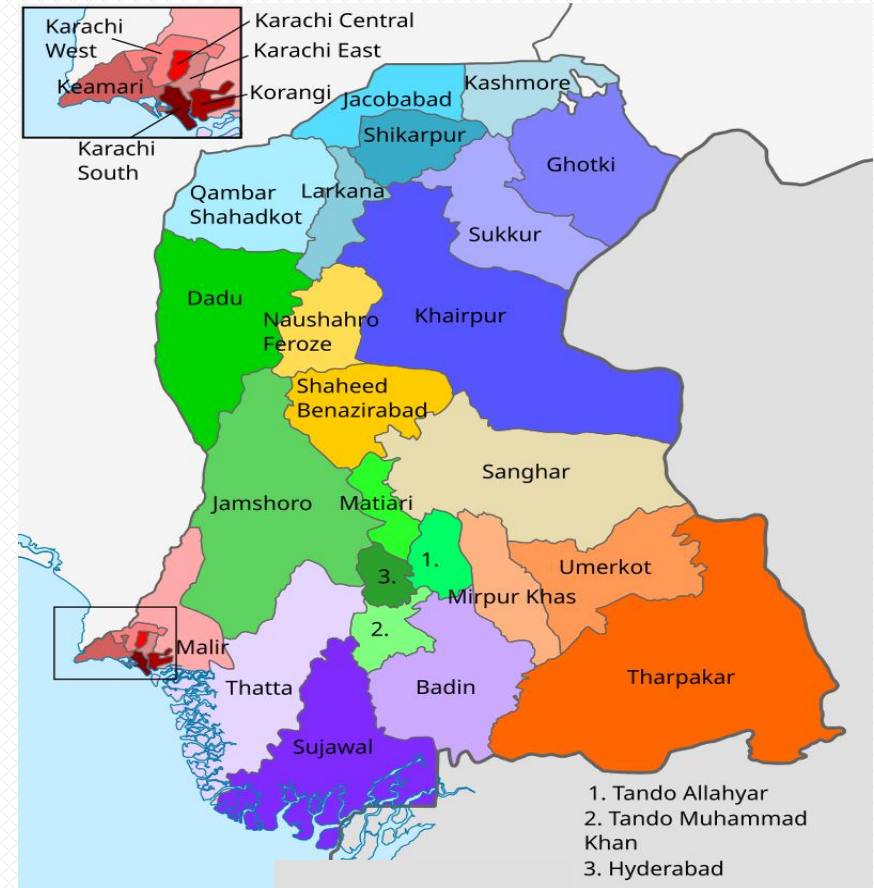 Karachi Central
Karachi
West
Karachi East
Keamari
Korangi
Karachi
South
Kashmore
Jacobabad
Shikarpur
Ghotki
Qambar
Shahadkot
Larkana
Sukkur
Dadu
Naushahro
Feroze
Khairpur
Shaheed
Benazirabad
Sanghar
Jamshoro
Matiari
1.
Umerkot
3.
Mirpur Khas
2.
Malir
Thatta
Badin
Tharpakar
Sujawal
1. Tando Allahyar
2. Tando Muhammad
Khan
3. Hyderabad